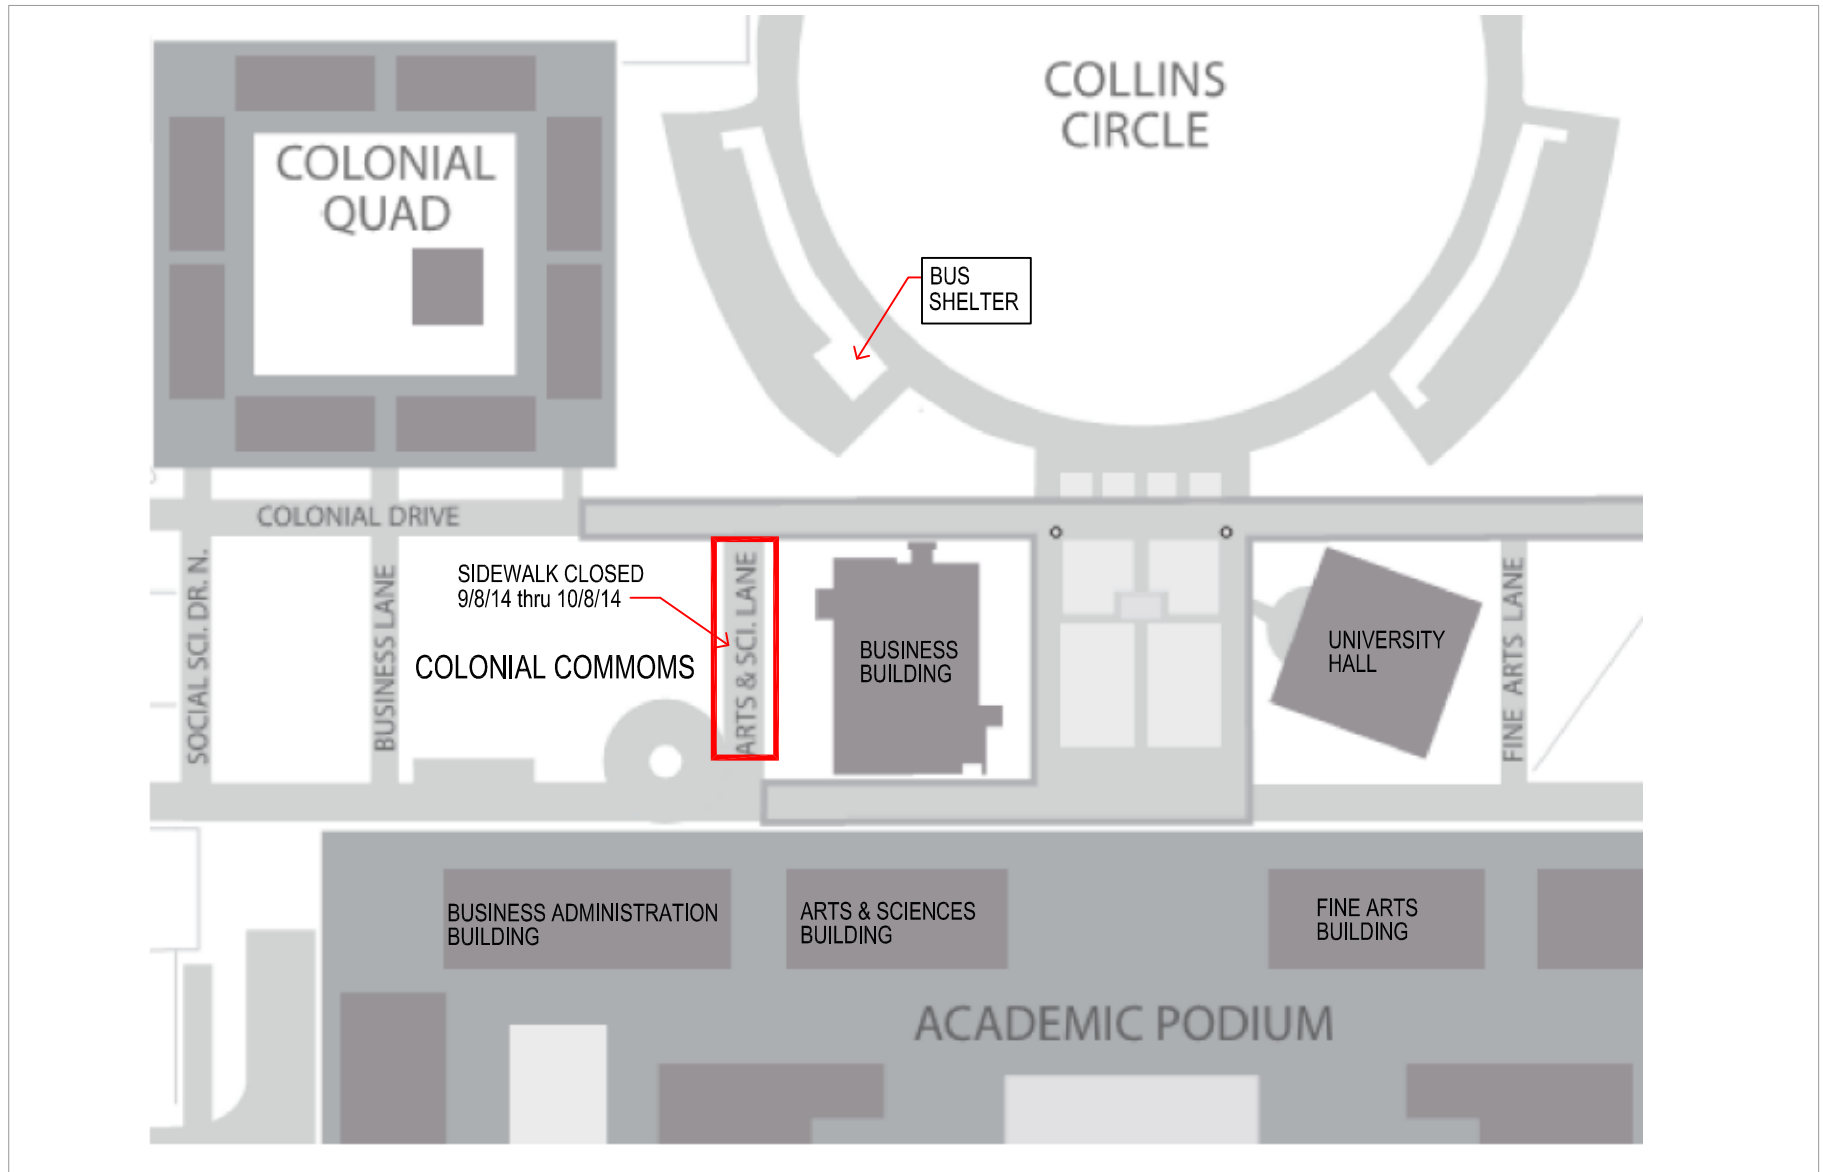 COLLINS
CIRCLE
COLONIAL
QUAD
BUS
SHELTER
COLONIAL DRIVE
SOCIAL SCI. DR. N.
BUSINESS LANE
SIDEWALK CLOSED
9/8/14 thru 10/8/14
COLONIAL COMMOMS
ARTS & SCI. LANE
BUSINESS
BUILDING
UNIVERSITY
HALL
FINE ARTS LANE
BUSINESS ADMINISTRATION
BUILDING
ARTS & SCIENCES
BUILDING
FINE ARTS
BUILDING
ACADEMIC PODIUM